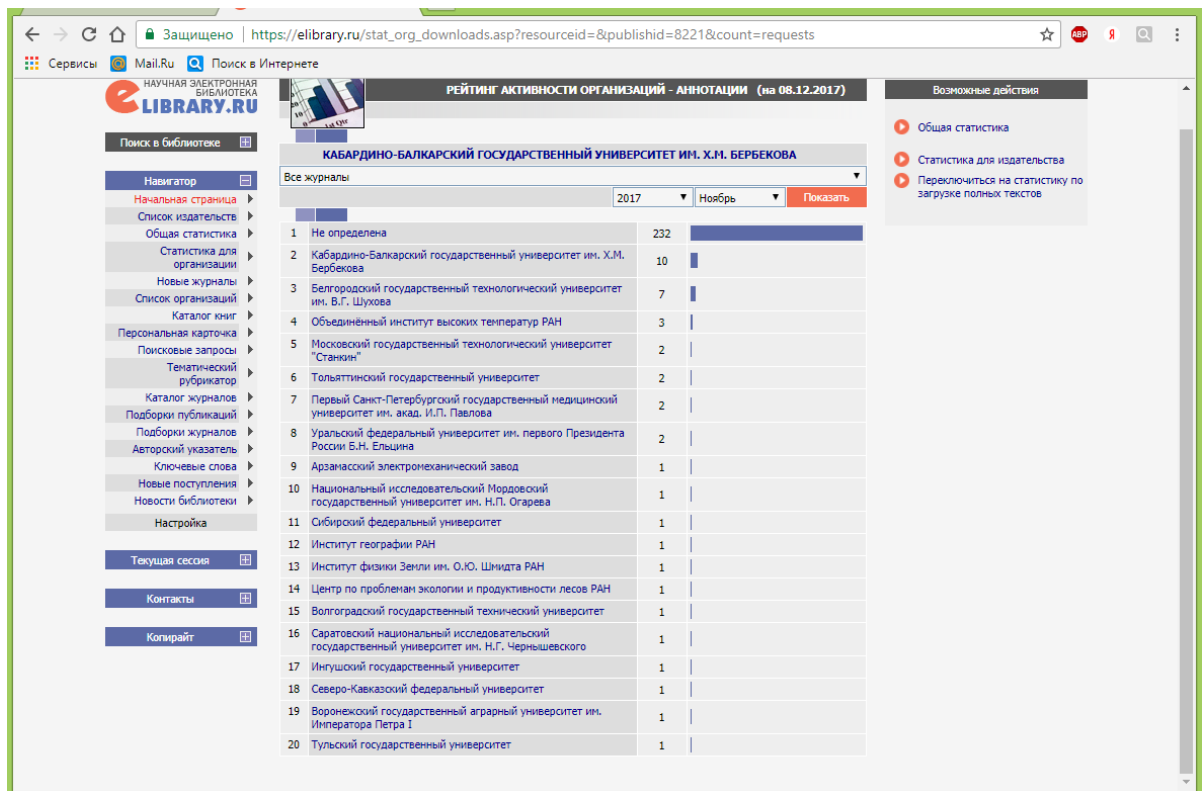 Защищено | https://elibrary.ru/stat_org_downloads.asp?resourceid=&publishid=8221&count=requests
ABP
Я
Сервисы
Mail.Ru
Поиск в Интернете
НАУЧНАЯ ЭЛЕКТРОННАЯ
БИБЛИОТЕКА
eLIBRARY.RU
Поиск в библиотеке
Навигатор
Начальная страница
Список издательств
Общая статистика
Статистика для
организации
Новые журналы
Список организаций
Каталог книг
Персональная карточка
Поисковые запросы
Тематический
рубрикатор
Каталог журналов
Подборки публикаций
Подборки журналов
Авторский указатель
Ключевые слова
Новые поступления
Новости библиотеки
Настройка
Текущая сессия
Контакты
Копирайт
1st Qtr
РЕЙТИНГ АКТИВНОСТИ ОРГАНИЗАЦИЙ - АННОТАЦИИ (на 08.12.2017)
КАБАРДИНО-БАЛКАРСКИЙ ГОСУДАРСТВЕННЫЙ УНИВЕРСИТЕТ ИМ. Х.М. БЕРБЕКОВА
Все журналы
2017 Ноябрь Показать
1 Не определена 232
2 Кабардино-Балкарский государственный университет им. Х.М.
Бербекова 10
3 Белгородский государственный технологический университет
им. В.Г. Шухова 7
4 Объединённый институт высоких температур РАН 3
5 Московский государственный технологический университет
"Станкин" 2
6 Тольяттинский государственный университет 2
7 Первый Санкт-Петербургский государственный медицинский
университет им. акад. И.П. Павлова 2
8 Уральский федеральный университет им. первого Президента
России Б.Н. Ельцина 2
9 Арзамасский электромеханический завод 1
10 Национальный исследовательский Мордовский
государственный университет им. Н.П. Огарева 1
11 Сибирский федеральный университет 1
12 Институт географии РАН 1
13 Институт физики Земли им. О.Ю. Шмидта РАН 1
14 Центр по проблемам экологии и продуктивности лесов РАН 1
15 Волгоградский государственный технический университет 1
16 Саратовский национальный исследовательский
государственный университет им. Н.Г. Чернышевского 1
17 Ингушский государственный университет 1
18 Северо-Кавказский федеральный университет 1
19 Воронежский государственный аграрный университет им.
Императора Петра I 1
20 Тульский государственный университет 1
Возможные действия
Общая статистика
Статистика для издательства
Переключиться на статистику по
загрузке полных текстов